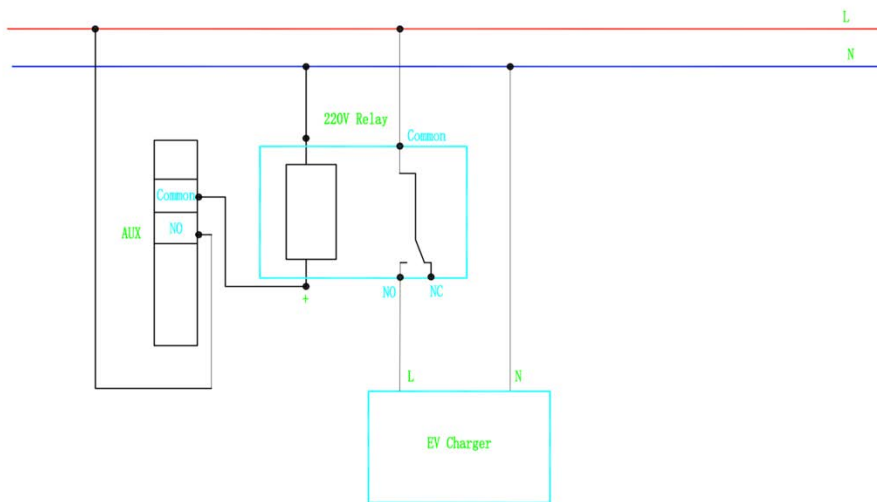 L
N
220V Relay
Common
Common
AUX
NO
+
NO
NC
L
N
EV Charger